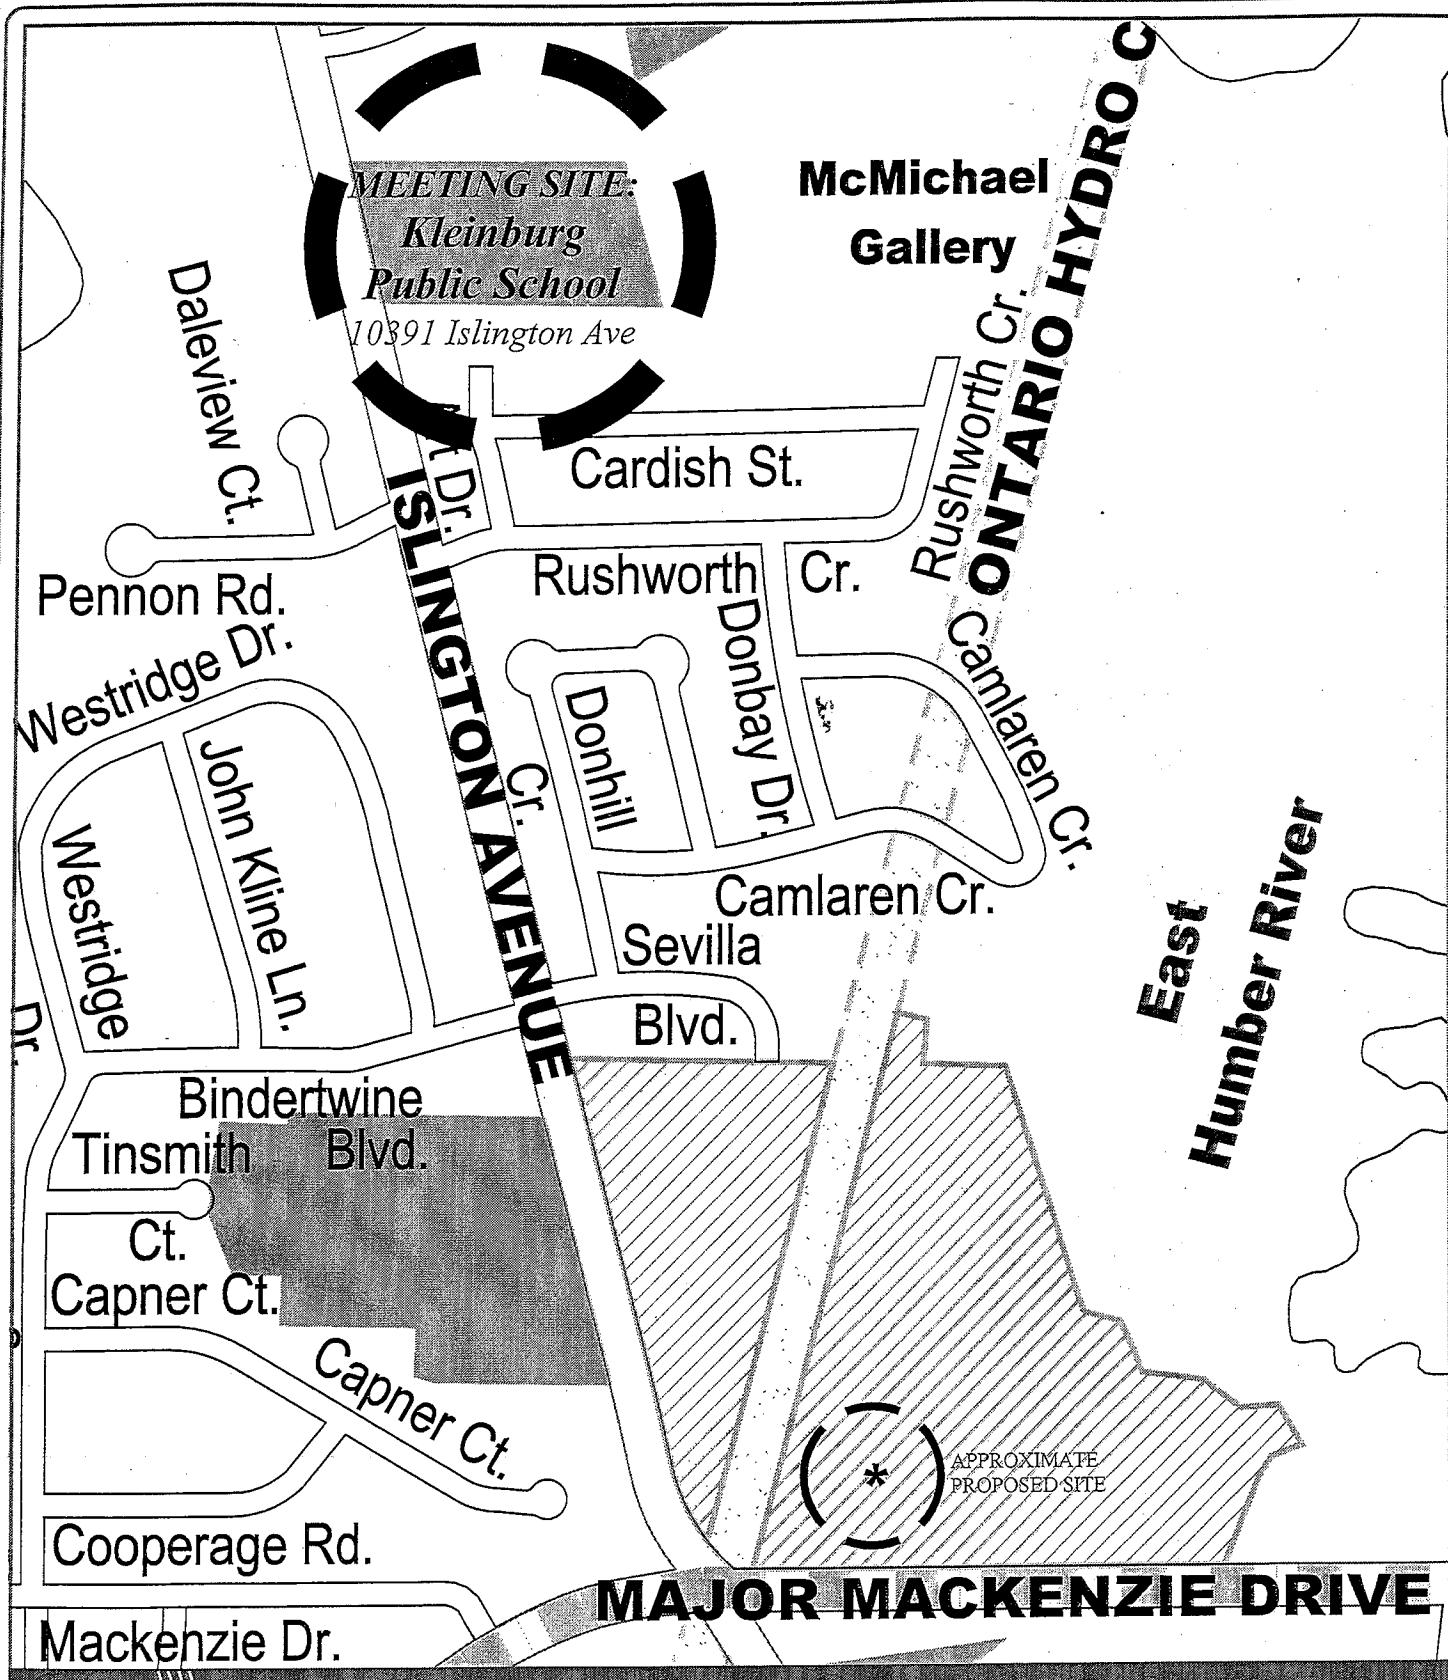 MEETING SITE:
Kleinburg
Public School
10391 Islington Ave
McMichael
Gallery
ONTARIO HYDRO C
Daleview Ct.
Dr.
Cardish St.
Rushworth Cr.
Pennon Rd.
Rushworth Cr.
ISLINGTON AVENUE
Westridge Dr.
Donbay Dr.
Camlaren Cr.
Donhill
Cr.
John Kline Ln.
Westridge
Dr.
Camlaren Cr.
Sevilla
Blvd.
East
Humber River
Bindertwine
Blvd.
Tinsmith
Ct.
Capner Ct.
Capner Ct.
*
APPROXIMATE
PROPOSED SITE
Cooperage Rd.
MAJOR MACKENZIE DRIVE
Mackenzie Dr.